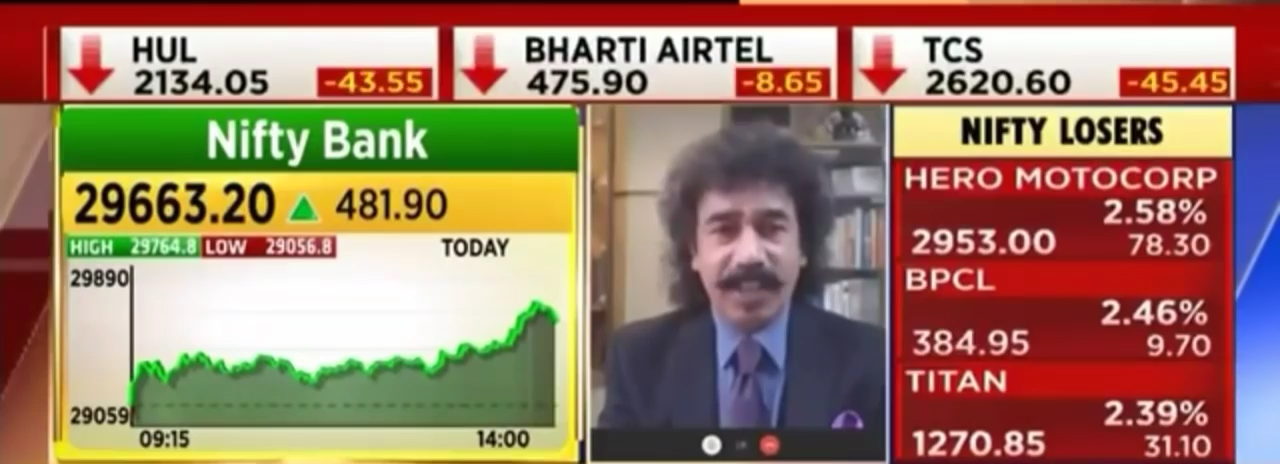 HUL
2134.05 -43.55
BHARTI AIRTEL
475.90 -8.65
TCS
2620.60 -45.45
Nifty Bank
29663.20 481.90
HIGH 29764.8 LOW 29056.8 TODAY
29890
29059
09:15 14:00
NIFTY LOSERS
HERO MOTOCORP
2.58%
2953.00 78.30
BPCL
2.46%
384.95 9.70
TITAN
2.39%
1270.85 31.10